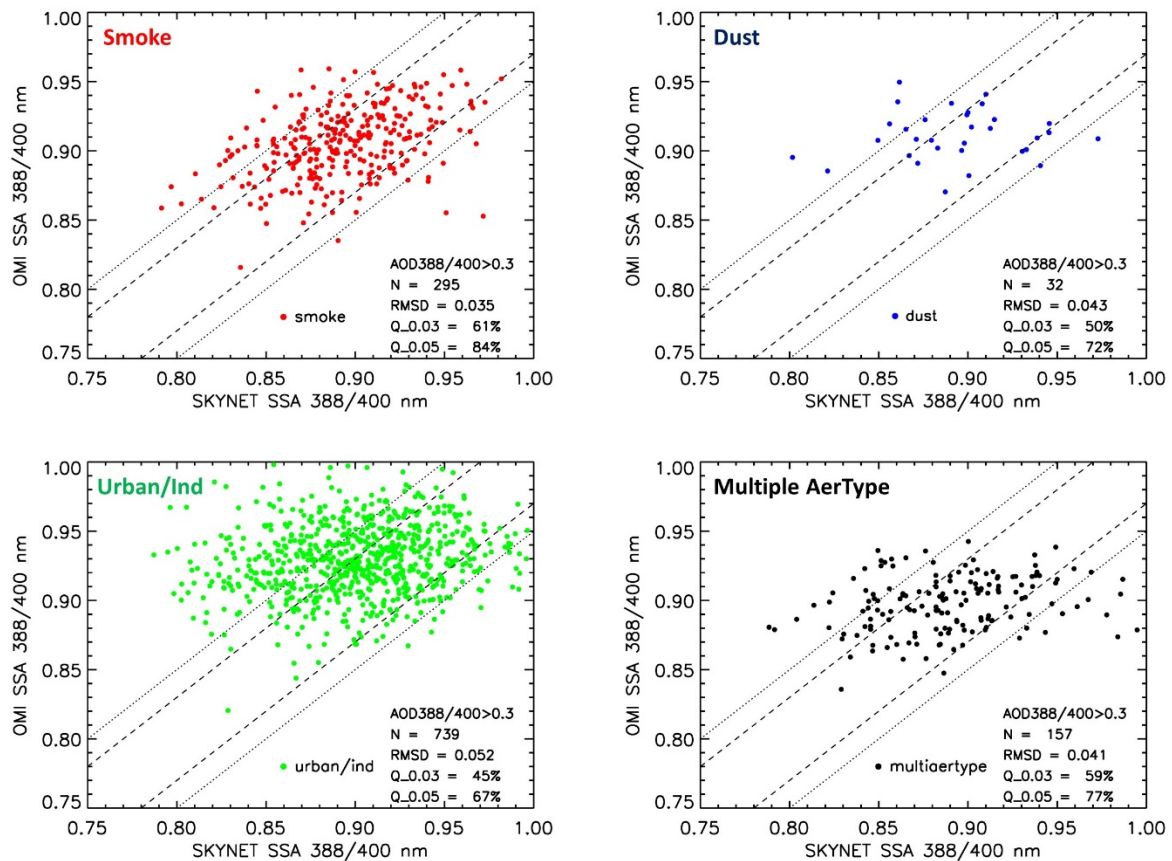 Smoke
1.00
0.95
0.90
0.85
0.80
0.75
OMI SSA 388/400 nm
AOD388/400>0.3
N = 295
RMSD = 0.035
Q_0.03 = 61%
Q_0.05 = 84%
smoke
0.75 0.80 0.85 0.90 0.95 1.00
SKYNET SSA 388/400 nm
Dust
1.00
0.95
0.90
0.85
0.80
0.75
OMI SSA 388/400 nm
AOD388/400>0.3
N = 32
RMSD = 0.043
Q_0.03 = 50%
Q_0.05 = 72%
dust
0.75 0.80 0.85 0.90 0.95 1.00
SKYNET SSA 388/400 nm
Urban/Ind
1.00
0.95
0.90
0.85
0.80
0.75
OMI SSA 388/400 nm
AOD388/400>0.3
N = 739
RMSD = 0.052
Q_0.03 = 45%
Q_0.05 = 67%
urban/ind
0.75 0.80 0.85 0.90 0.95 1.00
SKYNET SSA 388/400 nm
Multiple AerType
1.00
0.95
0.90
0.85
0.80
0.75
OMI SSA 388/400 nm
AOD388/400>0.3
N = 157
RMSD = 0.041
Q_0.03 = 59%
Q_0.05 = 77%
multiaertype
0.75 0.80 0.85 0.90 0.95 1.00
SKYNET SSA 388/400 nm